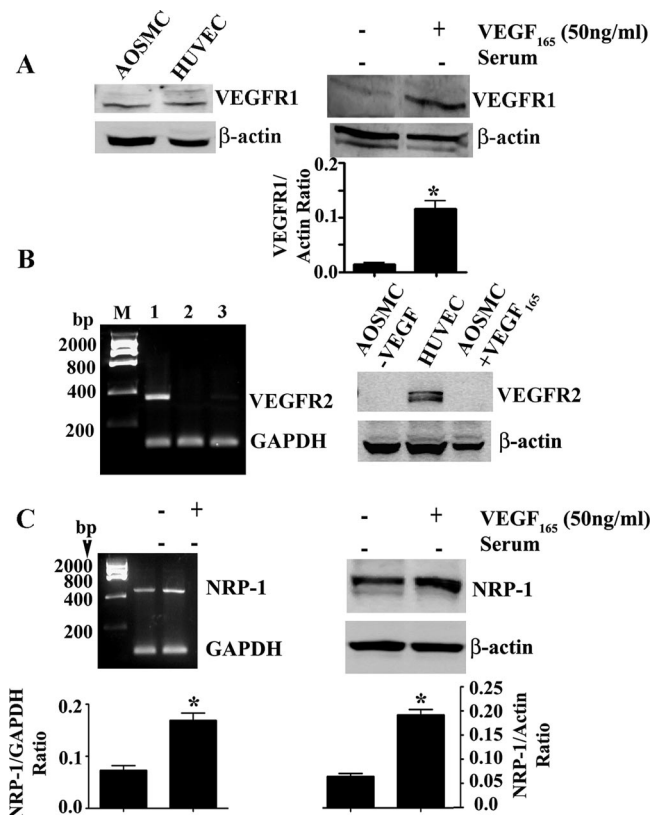 A
AOSMC HUVEC
VEGFR1
β-actin
- + VEGF165 (50ng/ml)
- - Serum
VEGFR1
β-actin
VEGFR1/
Actin Ratio
0.2
0.1
0.0
*
B
bp M 1 2 3
2000
800
400
200
VEGFR2
GAPDH
AOSMC
-VEGF
HUVEC
AOSMC
+VEGF165
VEGFR2
β-actin
C
bp - +
- -
2000
800
400
200
NRP-1
GAPDH
- + VEGF165 (50ng/ml)
- - Serum
NRP-1
β-actin
NRP-1/GAPDH
Ratio
0.2
0.1
0.0
*
*
0.25
0.20
0.15
0.10
0.05
0.0
NRP-1/Actin
Ratio